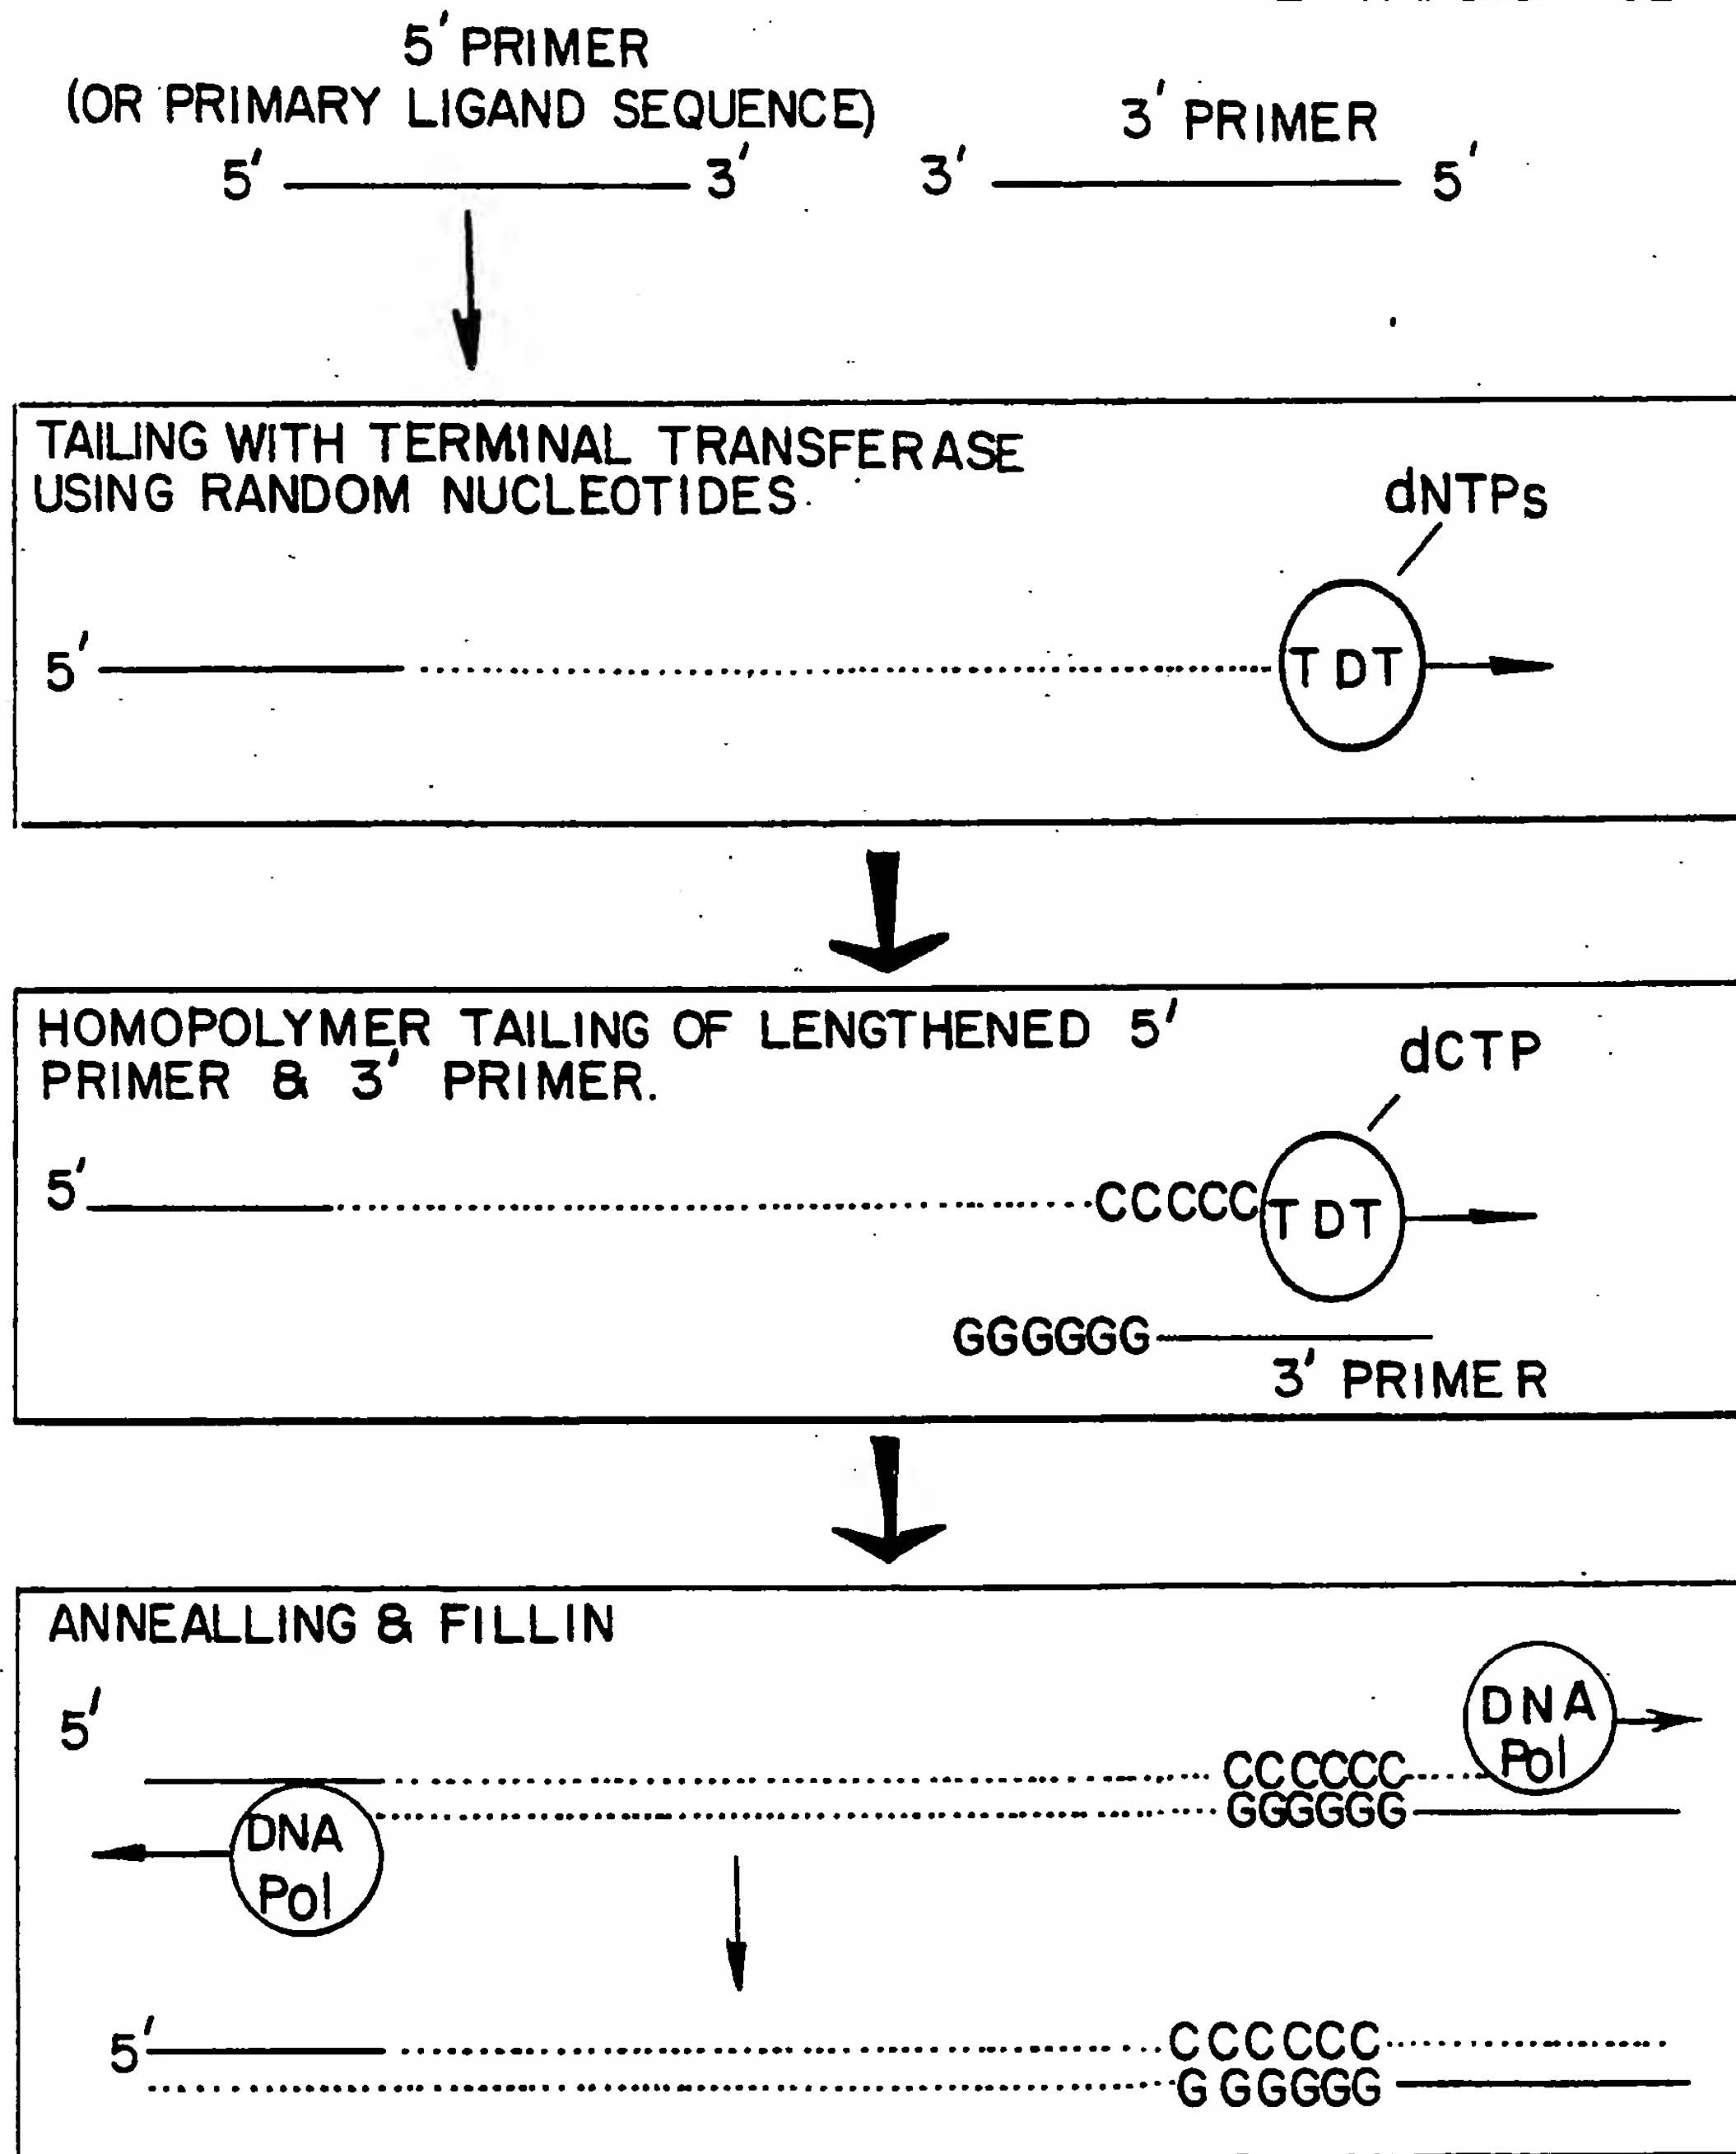 5' PRIMER
(OR PRIMARY LIGAND SEQUENCE)
3' PRIMER
5' 3' 3' 5'
TAILING WITH TERMINAL TRANSFERASE
USING RANDOM NUCLEOTIDES.
dNTPs
5' TDT
HOMOPOLYMER TAILING OF LENGTHENED 5'
PRIMER & 3' PRIMER.
dCTP
5' CCCCC TDT
GGGGGG
3' PRIMER
ANNEALLING & FILLIN
5'
DNA
Pol
CCCCCC
GGGGGG
DNA
Pol
5' CCCCCC
GGGGGG